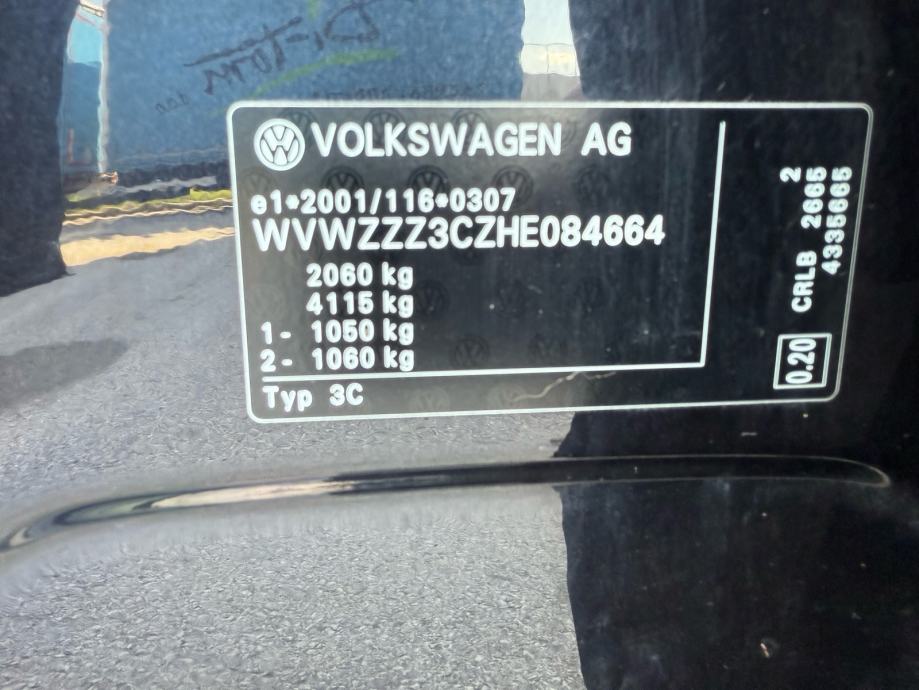 VOLKSWAGEN AG
e1*2001/116*0307
WVWZZZ3CZHE084664
2060 kg
4115 kg
1- 1050 kg
2- 1060 kg
Typ 3C
2
CRLB 2665
4335665
0.20